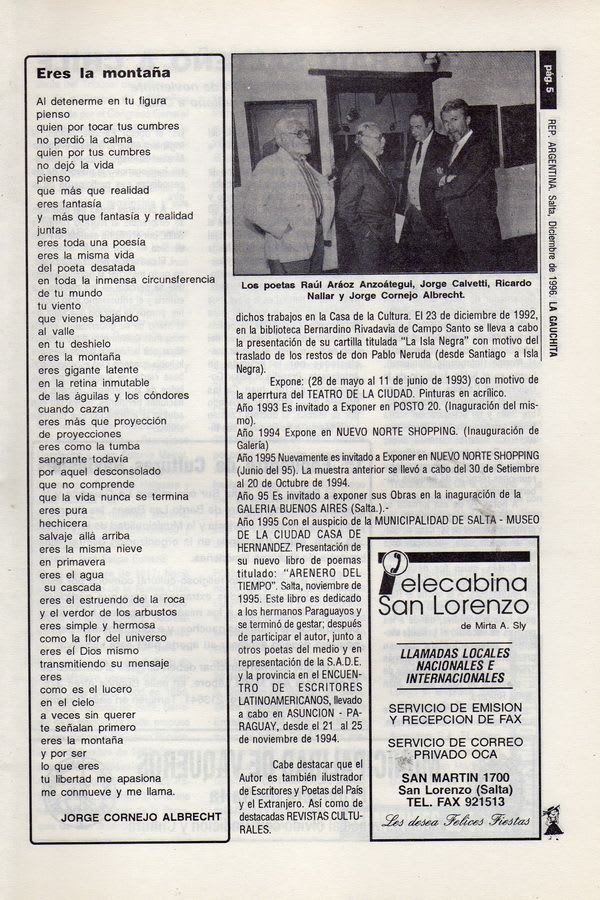 Eres la montaña
Al detenerme en tu figura
pienso
quien por tocar tus cumbres
no perdió la calma
quien por tus cumbres
no dejó la vida
pienso
que más que realidad
eres fantasía
y más que fantasía y realidad
juntas
eres toda una poesía
eres la misma vida
del poeta desatada
en toda la inmensa circunsferencia
de tu mundo
tu viento
que vienes bajando
al valle
en tu deshielo
eres la montaña
eres gigante latente
en la retina inmutable
de las águilas y los cóndores
cuando cazan
eres más que proyección
de proyecciones
eres como la tumba
sangrante todavía
por aquel desconsolado
que no comprende
que la vida nunca se termina
eres pura
hechicera
salvaje allá arriba
eres la misma nieve
en primavera
eres el agua
su cascada
eres el estruendo de la roca
y el verdor de los arbustos
eres simple y hermosa
como la flor del universo
eres el Dios mismo
transmitiendo su mensaje
eres
como es el lucero
en el cielo
a veces sin querer
te señalan primero
eres la montaña
y por ser
lo que eres
tu libertad me apasiona
me conmueve y me llama.
JORGE CORNEJO ALBRECHT
Los poetas Raúl Aráoz Anzoátegui, Jorge Calvetti, Ricardo
Nallar y Jorge Cornejo Albrecht.
dichos trabajos en la Casa de la Cultura. El 23 de diciembre de 1992,
en la biblioteca Bernardino Rivadavia de Campo Santo se lleva a cabo
la presentación de su cartilla titulada "La Isla Negra" con motivo del
traslado de los restos de don Pablo Neruda (desde Santiago a Isla
Negra).
Expone: (28 de mayo al 11 de junio de 1993) con motivo de
la apertura del TEATRO DE LA CIUDAD. Pinturas en acrílico.
Año 1993 Es invitado a Exponer en POSTO 20. (Inaguración del mis-
mo).
Año 1994 Expone en NUEVO NORTE SHOPPING. (Inauguración de
Galería)
Año 1995 Nuevamente es invitado a Exponer en NUEVO NORTE SHOPPING
(Junio del 95). La muestra anterior se llevó a cabo del 30 de Setiembre
al 20 de Octubre de 1994.
Año 95 Es invitado a exponer sus Obras en la inaguración de la
GALERIA BUENOS AIRES (Salta.).-
Año 1995 Con el auspicio de la MUNICIPALIDAD DE SALTA - MUSEO
DE LA CIUDAD CASA DE
HERNANDEZ. Presentación de
su nuevo libro de poemas
titulado: "ARENERO DEL
TIEMPO". Salta, noviembre de
1995. Este libro es dedicado
a los hermanos Paraguayos y
se terminó de gestar; después
de participar el autor, junto a
otros poetas del medio y en
representación de la S.A.D.E.
y la provincia en el ENCUEN-
TRO DE ESCRITORES
LATINOAMERICANOS, llevado
a cabo en ASUNCION - PA-
RAGUAY, desde el 21 al 25
de noviembre de 1994.
Cabe destacar que el
Autor es también ilustrador
de Escritores y Poetas del País
y el Extranjero. Así como de
destacadas REVISTAS CULTU-
RALES.
Telecabina
San Lorenzo
de Mirta A. Sly
LLAMADAS LOCALES
NACIONALES E
INTERNACIONALES
SERVICIO DE EMISION
Y RECEPCION DE FAX
SERVICIO DE CORREO
PRIVADO OCA
SAN MARTIN 1700
San Lorenzo (Salta)
TEL. FAX 921513
Les desea Felices Fiestas
pág. 5
REP. ARGENTINA. Salta, Diciembre de 1996. LA GAUCHITA